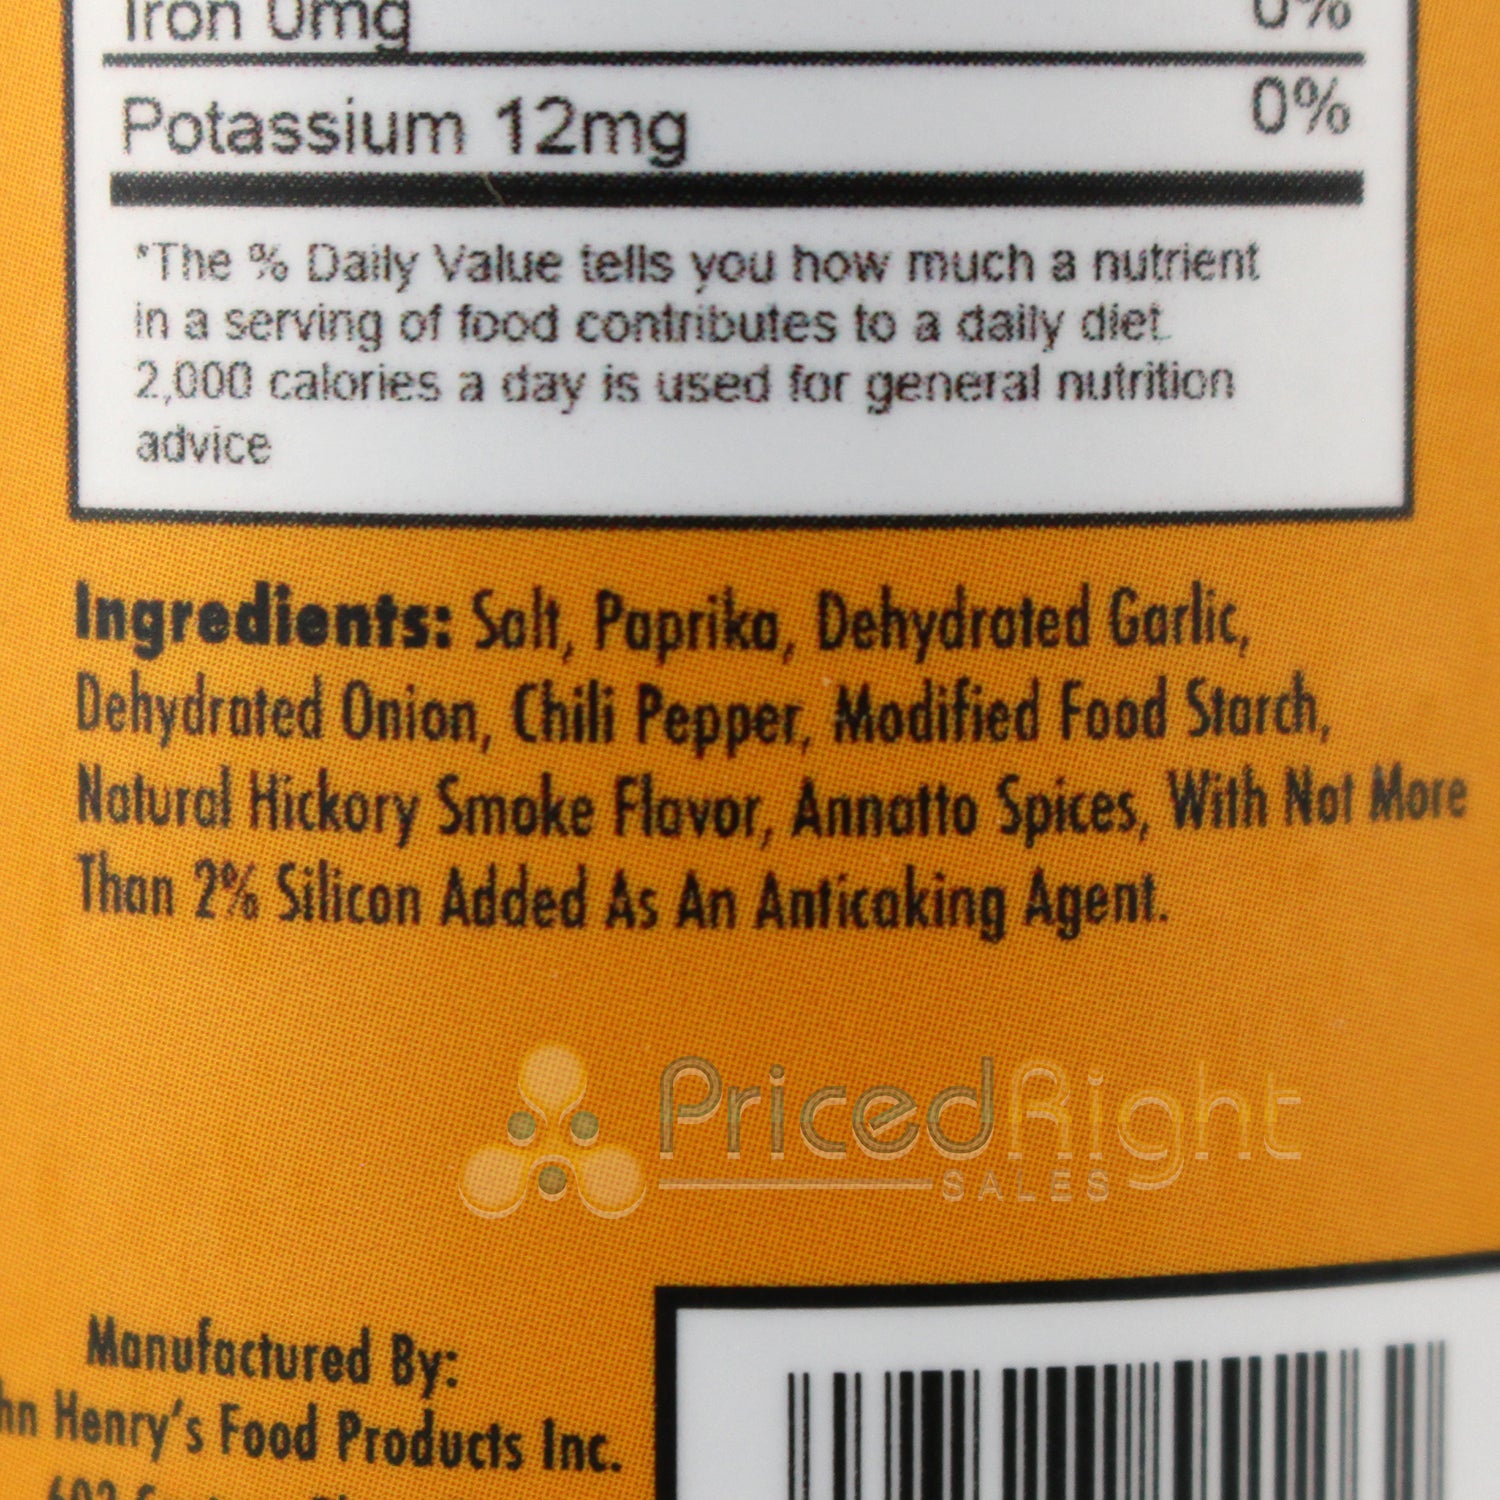 Iron 0mg 0%
Potassium 12mg 0%
*The % Daily Value tells you how much a nutrient
in a serving of food contributes to a daily diet.
2,000 calories a day is used for general nutrition
advice
Ingredients: Salt, Paprika, Dehydrated Garlic,
Dehydrated Onion, Chili Pepper, Modified Food Starch,
Natural Hickory Smoke Flavor, Annatto Spices, With Not More
Than 2% Silicon Added As An Anticaking Agent.
PricedRight
SALES
Manufactured By:
hn Henry's Food Products Inc.